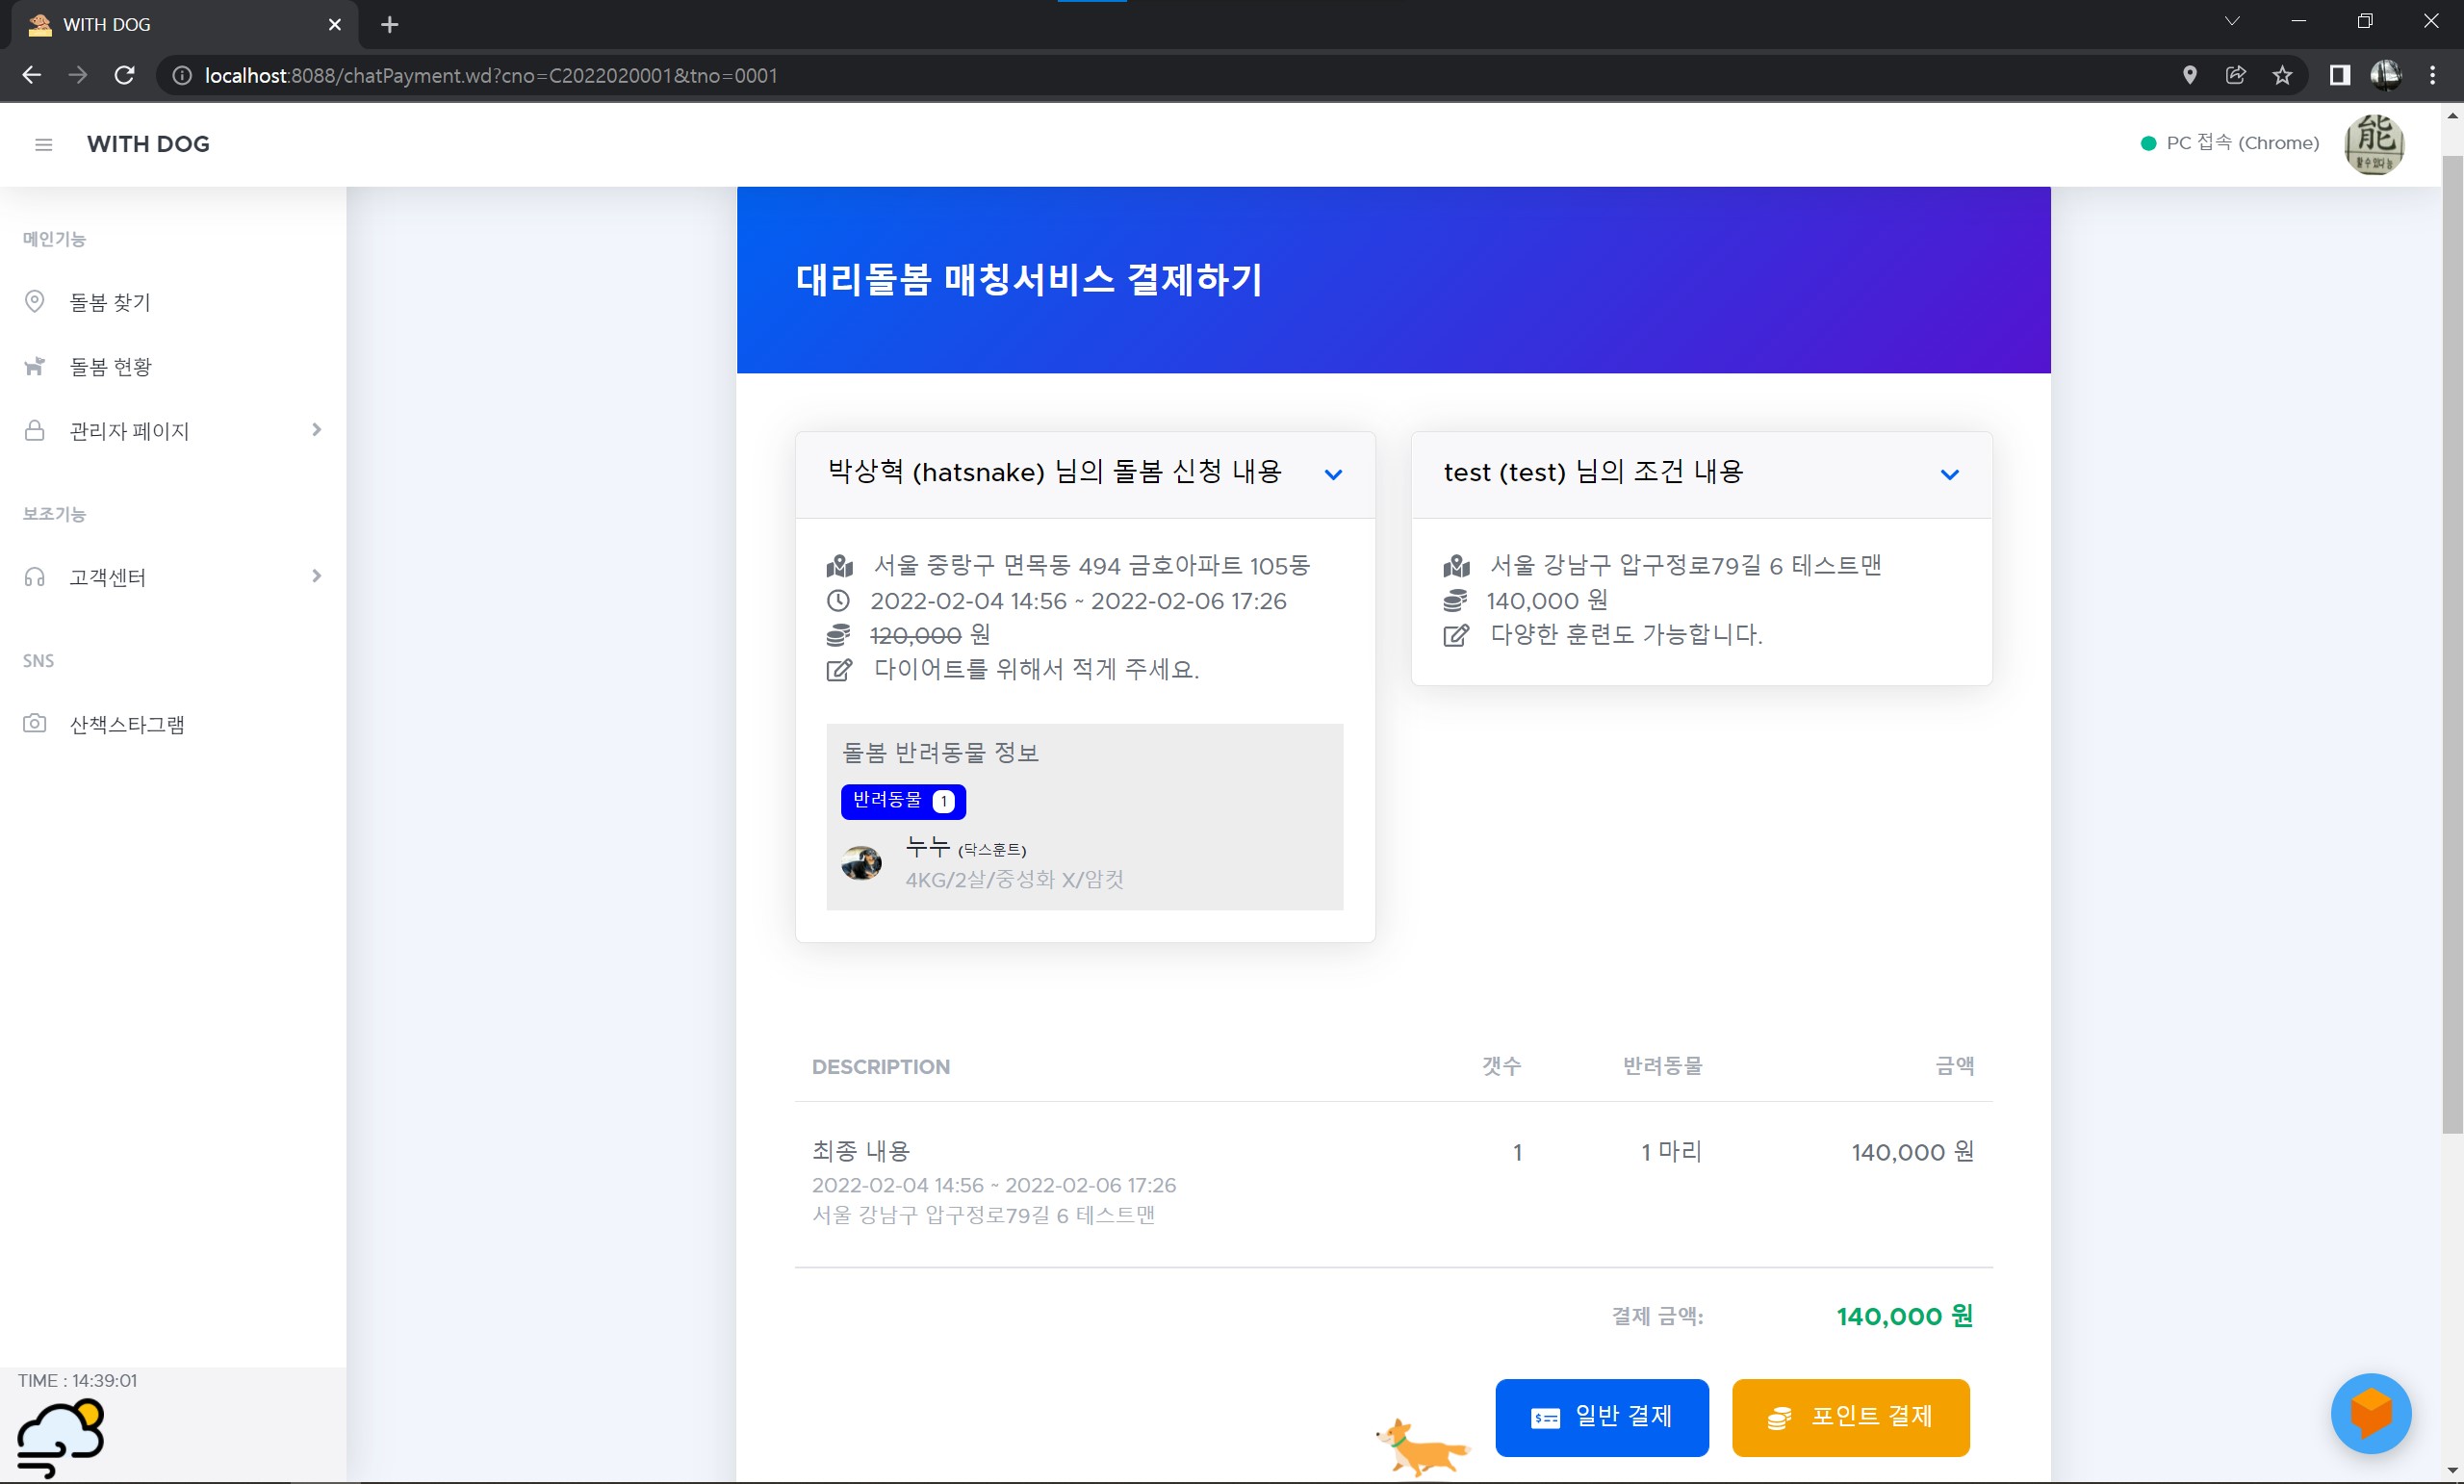 WITH DOG
localhost:8088/chatPayment.wd?cno=C2022020001&tno=0001
WITH DOG
PC 접속 (Chrome)
能
할 수 있다 능
메인기능
돌봄 찾기
돌봄 현황
관리자 페이지
보조기능
고객센터
SNS
산책스타그램
TIME : 14:39:01
대리돌봄 매칭서비스 결제하기
박상혁 (hatsnake) 님의 돌봄 신청 내용
서울 중랑구 면목동 494 금호아파트 105동
2022-02-04 14:56 ~ 2022-02-06 17:26
120,000 원
다이어트를 위해서 적게 주세요.
돌봄 반려동물 정보
반려동물 1
누누 (닥스훈트)
4KG/2살/중성화 X/암컷
test (test) 님의 조건 내용
서울 강남구 압구정로79길 6 테스트맨
140,000 원
다양한 훈련도 가능합니다.
DESCRIPTION 갯수 반려동물 금액
최종 내용 1 1 마리 140,000 원
2022-02-04 14:56 ~ 2022-02-06 17:26
서울 강남구 압구정로79길 6 테스트맨
결제 금액: 140,000 원
일반 결제
포인트 결제